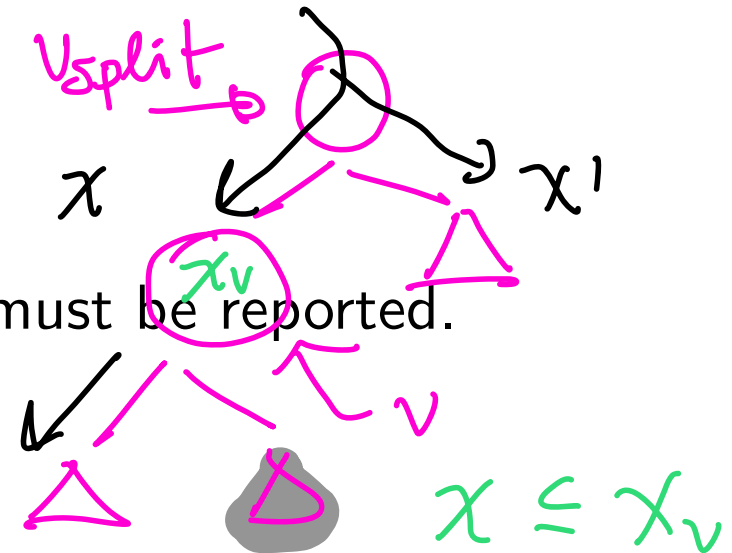 Vsplit
x x'
xv
must be reported.
v
x ≤ xv